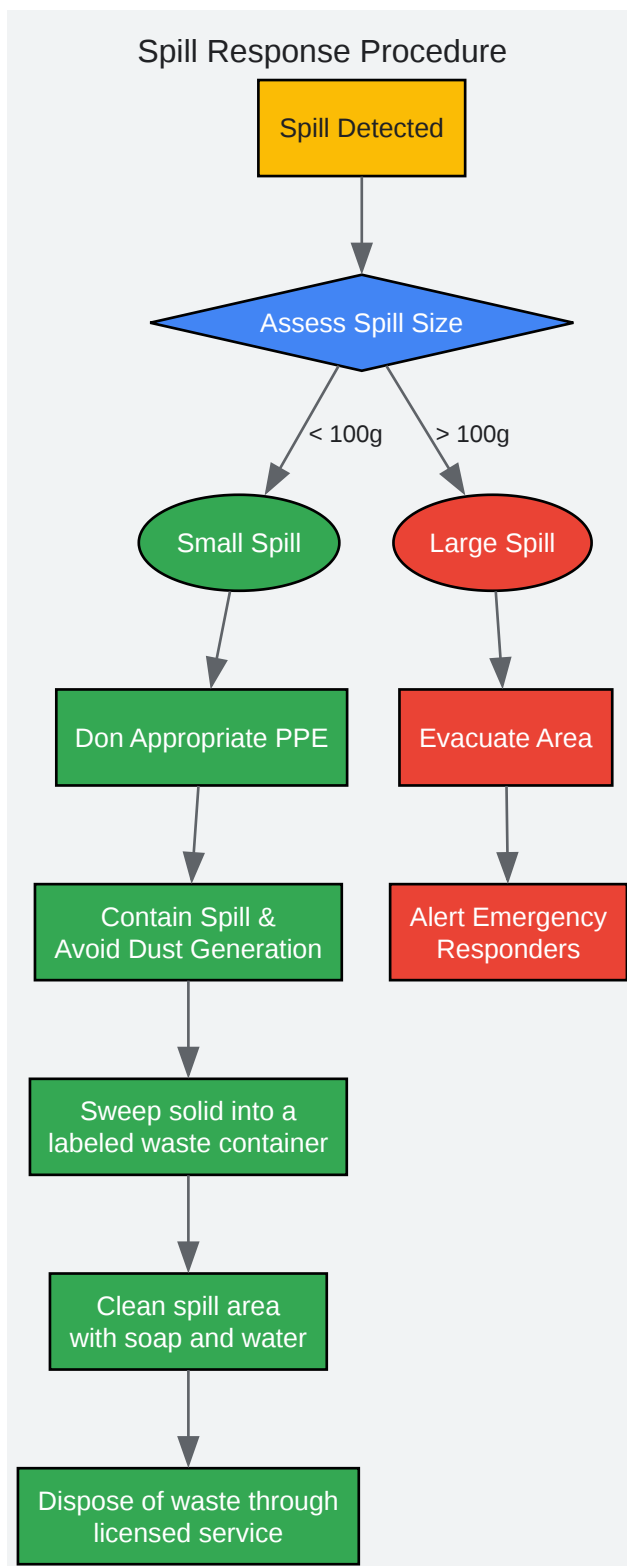 Spill Response Procedure
Spill Detected
Assess Spill Size
< 100g
> 100g
Small Spill
Large Spill
Don Appropriate PPE
Evacuate Area
Contain Spill &
Avoid Dust Generation
Alert Emergency
Responders
Sweep solid into a
labeled waste container
Clean spill area
with soap and water
Dispose of waste through
licensed service